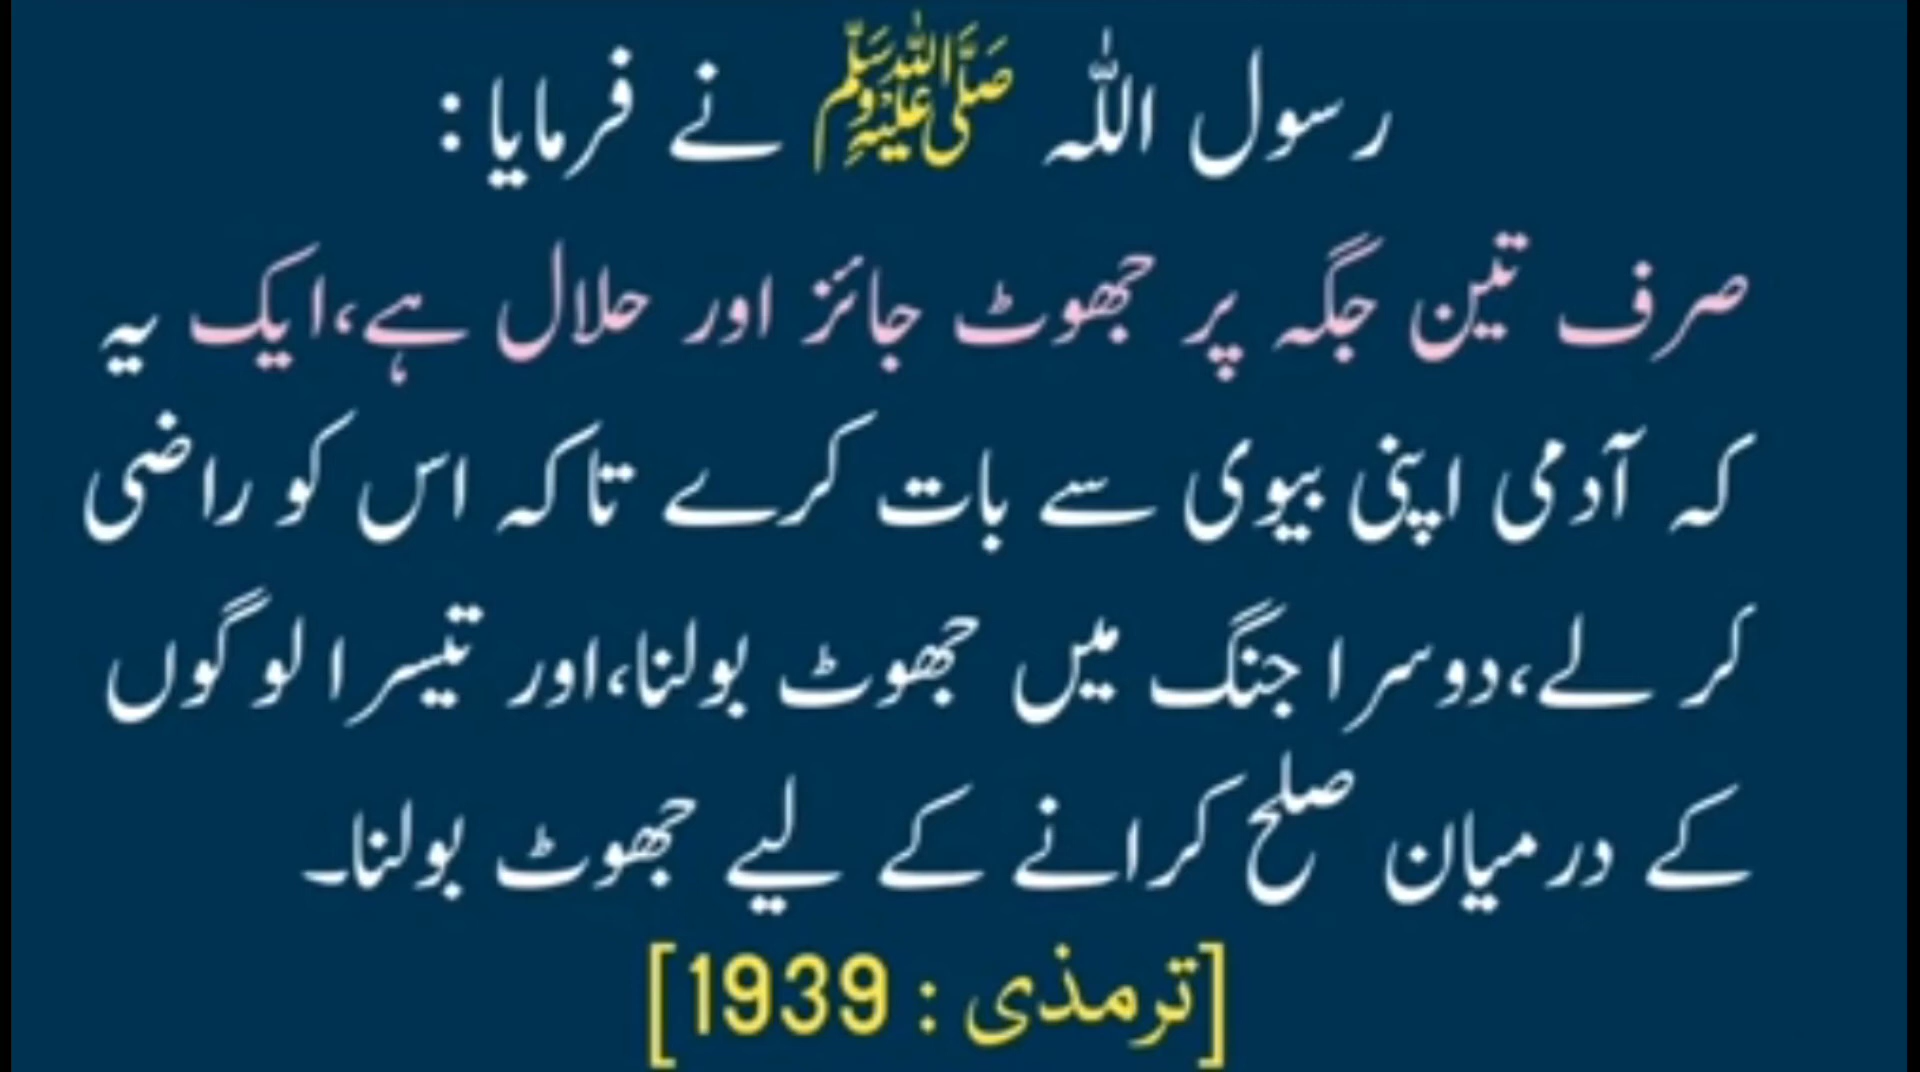 رسول اللہ ﷺ نے فرمایا :
صرف تین جگہ پر جھوٹ جائز اور حلال ہے،ایک یہ
کہ آدمی اپنی بیوی سے بات کرے تاکہ اس کو راضی
کر لے،دوسرا جنگ میں جھوٹ بولنا،اور تیسرا لوگوں
کے درمیان صلح کرانے کے لیے جھوٹ بولنا۔
[ترمذی : 1939]